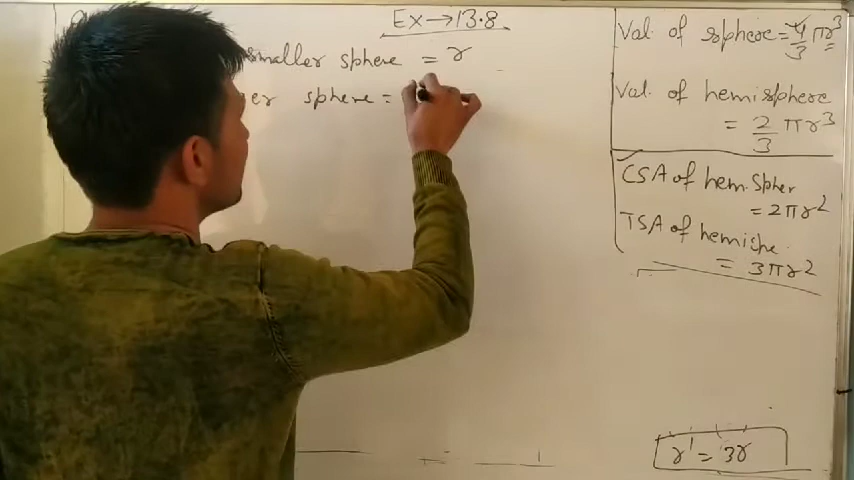 Ex→13.8
smaller sphere = r
er sphere =
Vol. of sphere = 4/3 πr³
Vol. of hemisphere
= 2/3 πr³
CSA of hem.Spher
= 2πr²
TSA of hemishe.
= 3πr²
r' = 3r